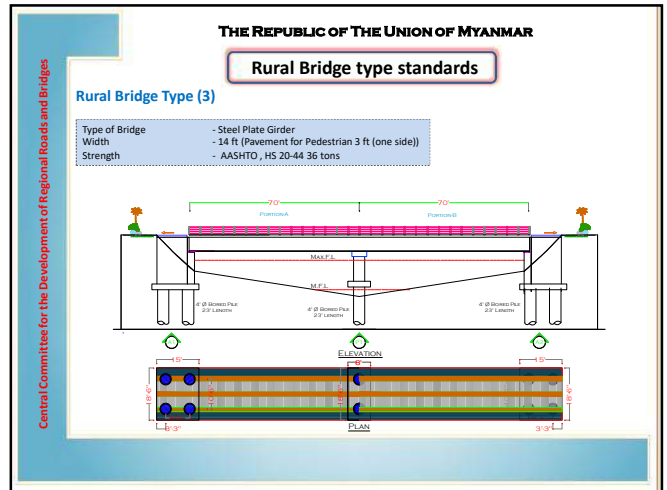 THE REPUBLIC OF THE UNION OF MYANMAR
Rural Bridge type standards
Central Committee for the Development of Regional Roads and Bridges
Rural Bridge Type (3)
Type of Bridge - Steel Plate Girder
Width - 14 ft (Pavement for Pedestrian 3 ft (one side))
Strength - AASHTO , HS 20-44 36 tons
70' 70'
PORTION-A PORTION-B
MAX.F.L
M.F.L
4' Ø BORED PILE 4' Ø BORED PILE 4' Ø BORED PILE
23' LENGTH 23' LENGTH 23' LENGTH
ELEVATION
15' 6' 15'
8'-6" 8'-6"
3'-3" PLAN 3'-3"